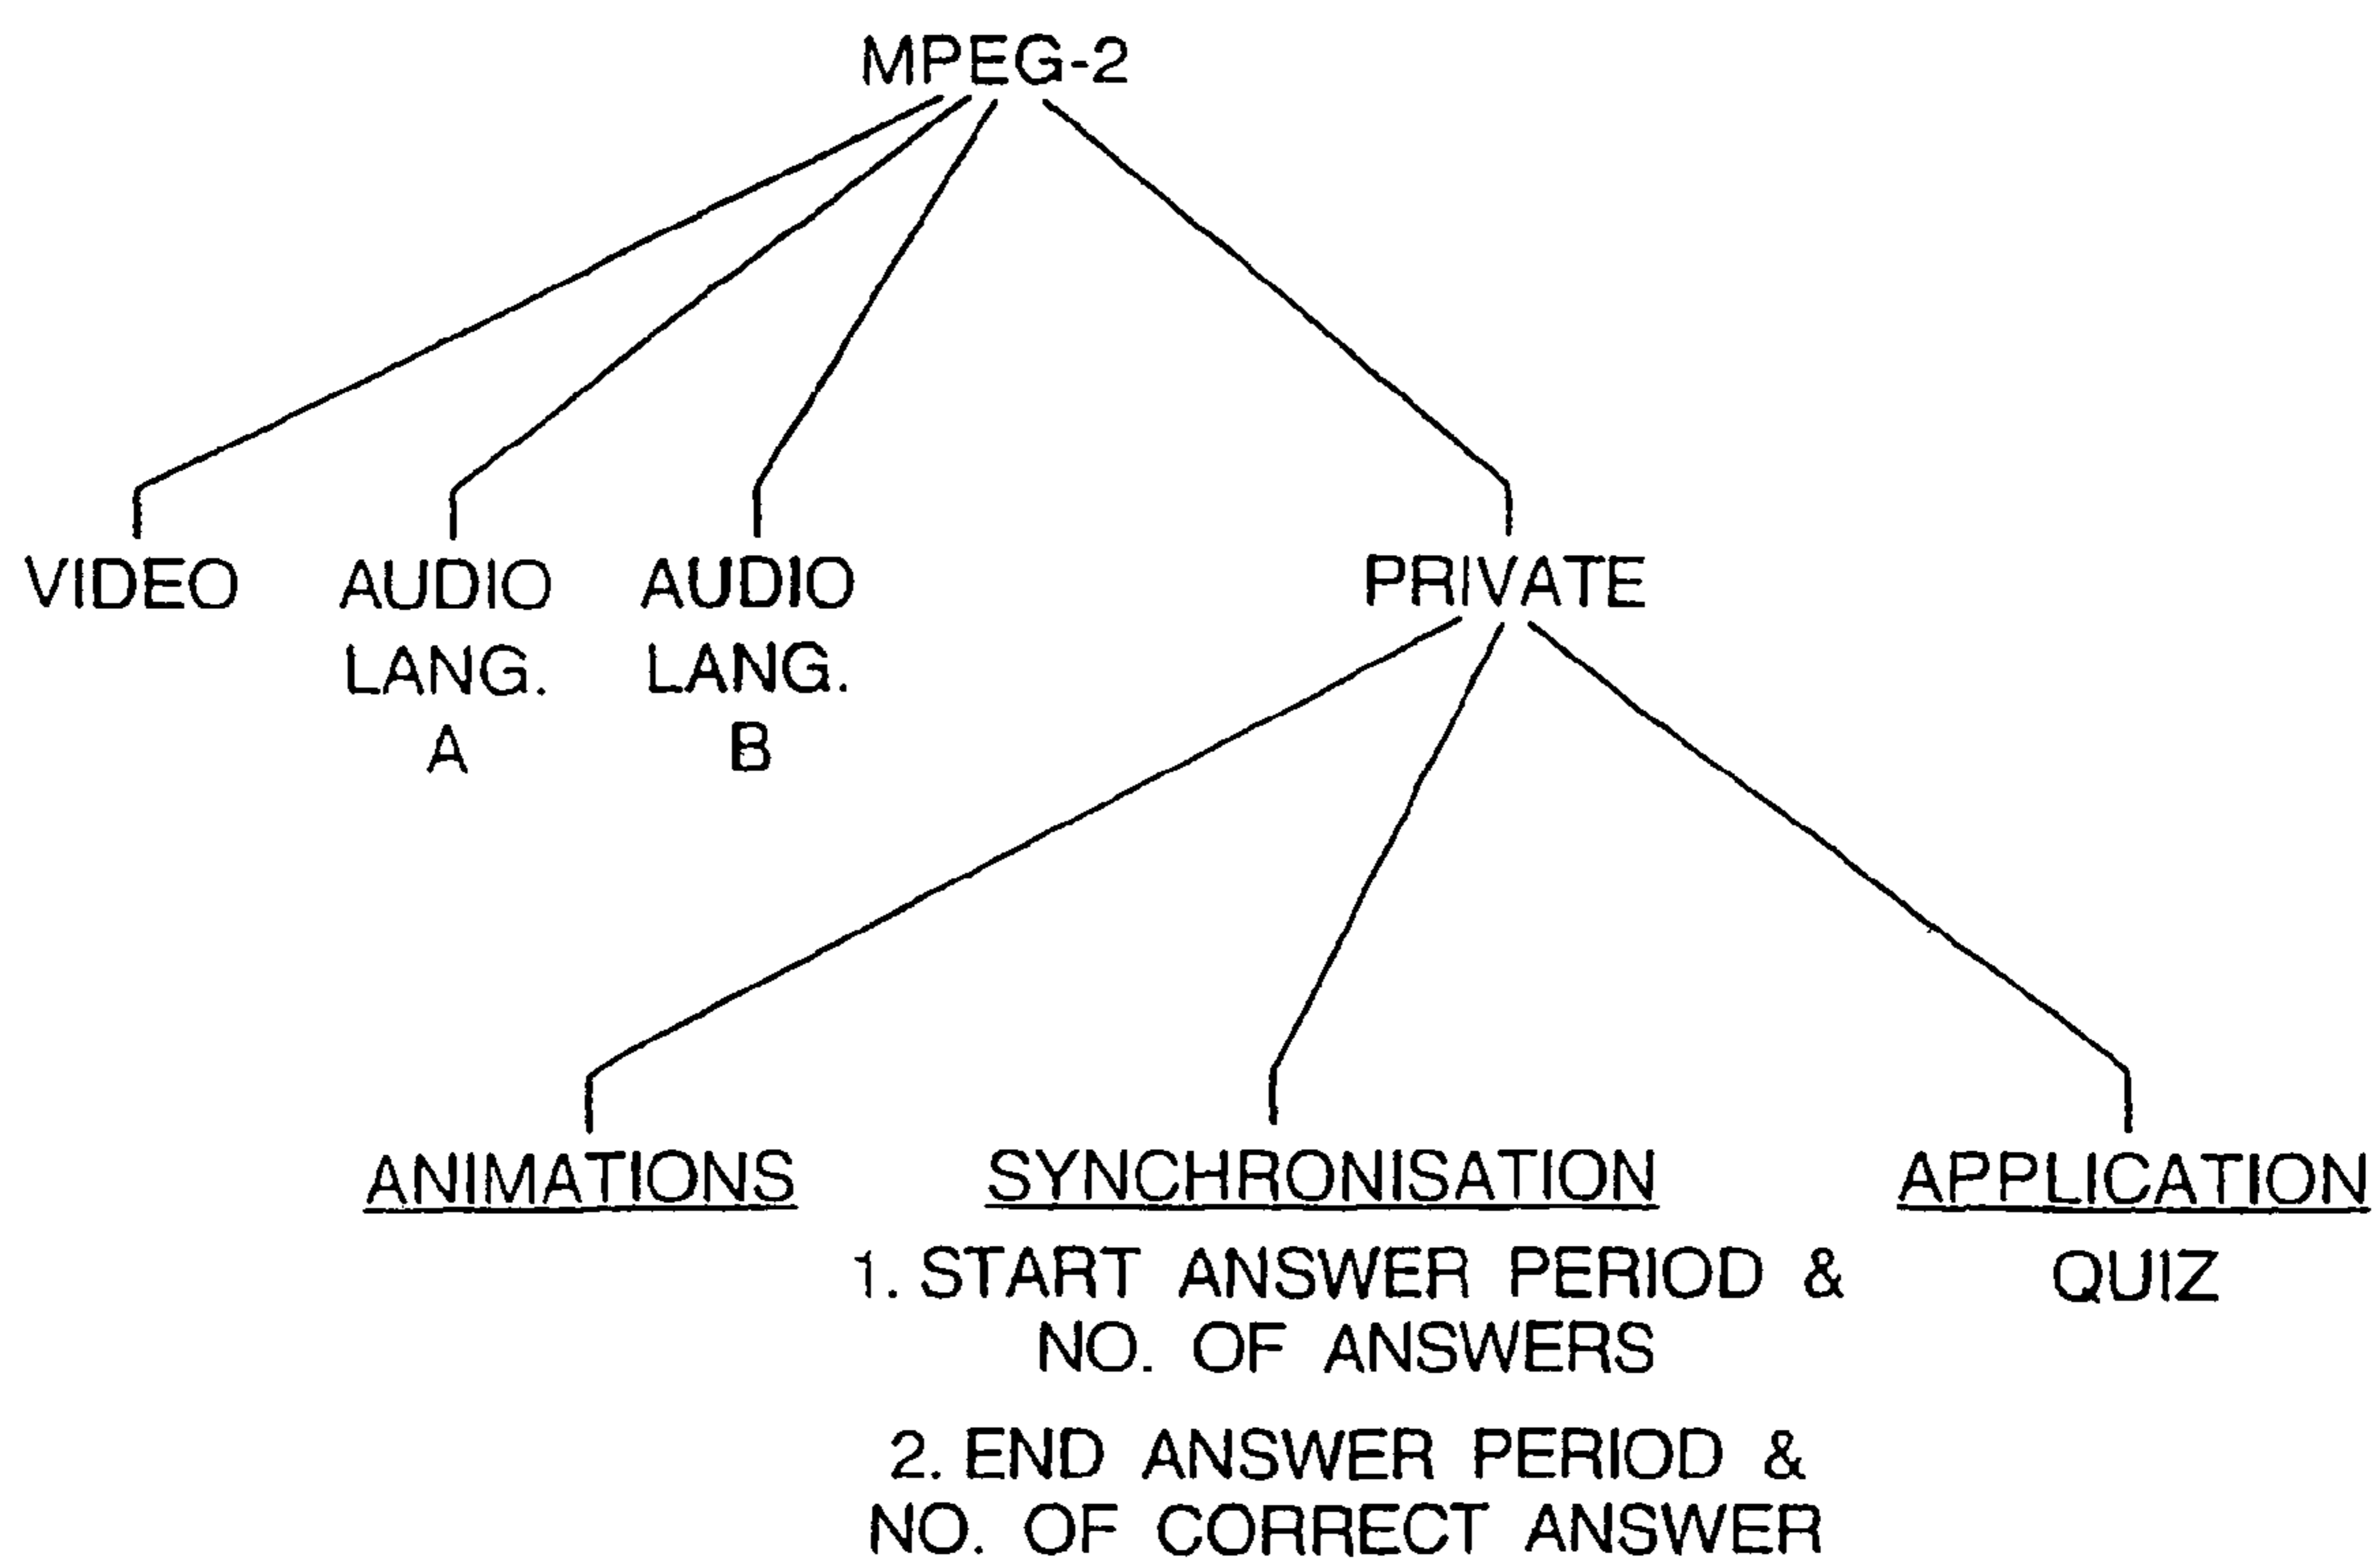 MPEG-2
VIDEO
AUDIO
LANG.
A
AUDIO
LANG.
B
PRIVATE
ANIMATIONS
SYNCHRONISATION
1. START ANSWER PERIOD &
NO. OF ANSWERS
2. END ANSWER PERIOD &
NO. OF CORRECT ANSWER
APPLICATION
QUIZ